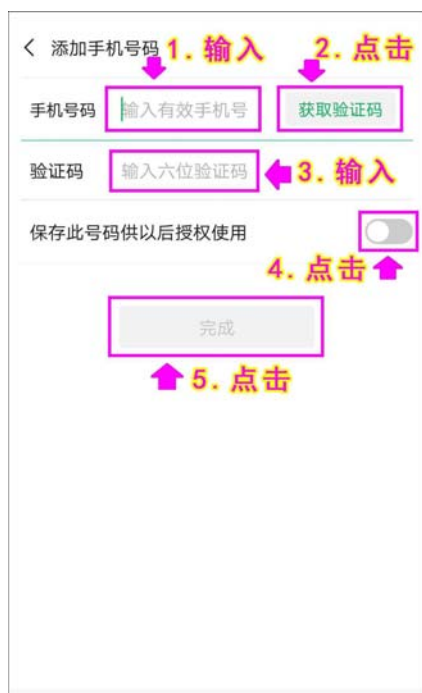 添加手机号码 1. 输入 2. 点击
手机号码 输入有效手机号 获取验证码
验证码 输入六位验证码 3. 输入
保存此号码供以后授权使用
4. 点击
完成
5. 点击